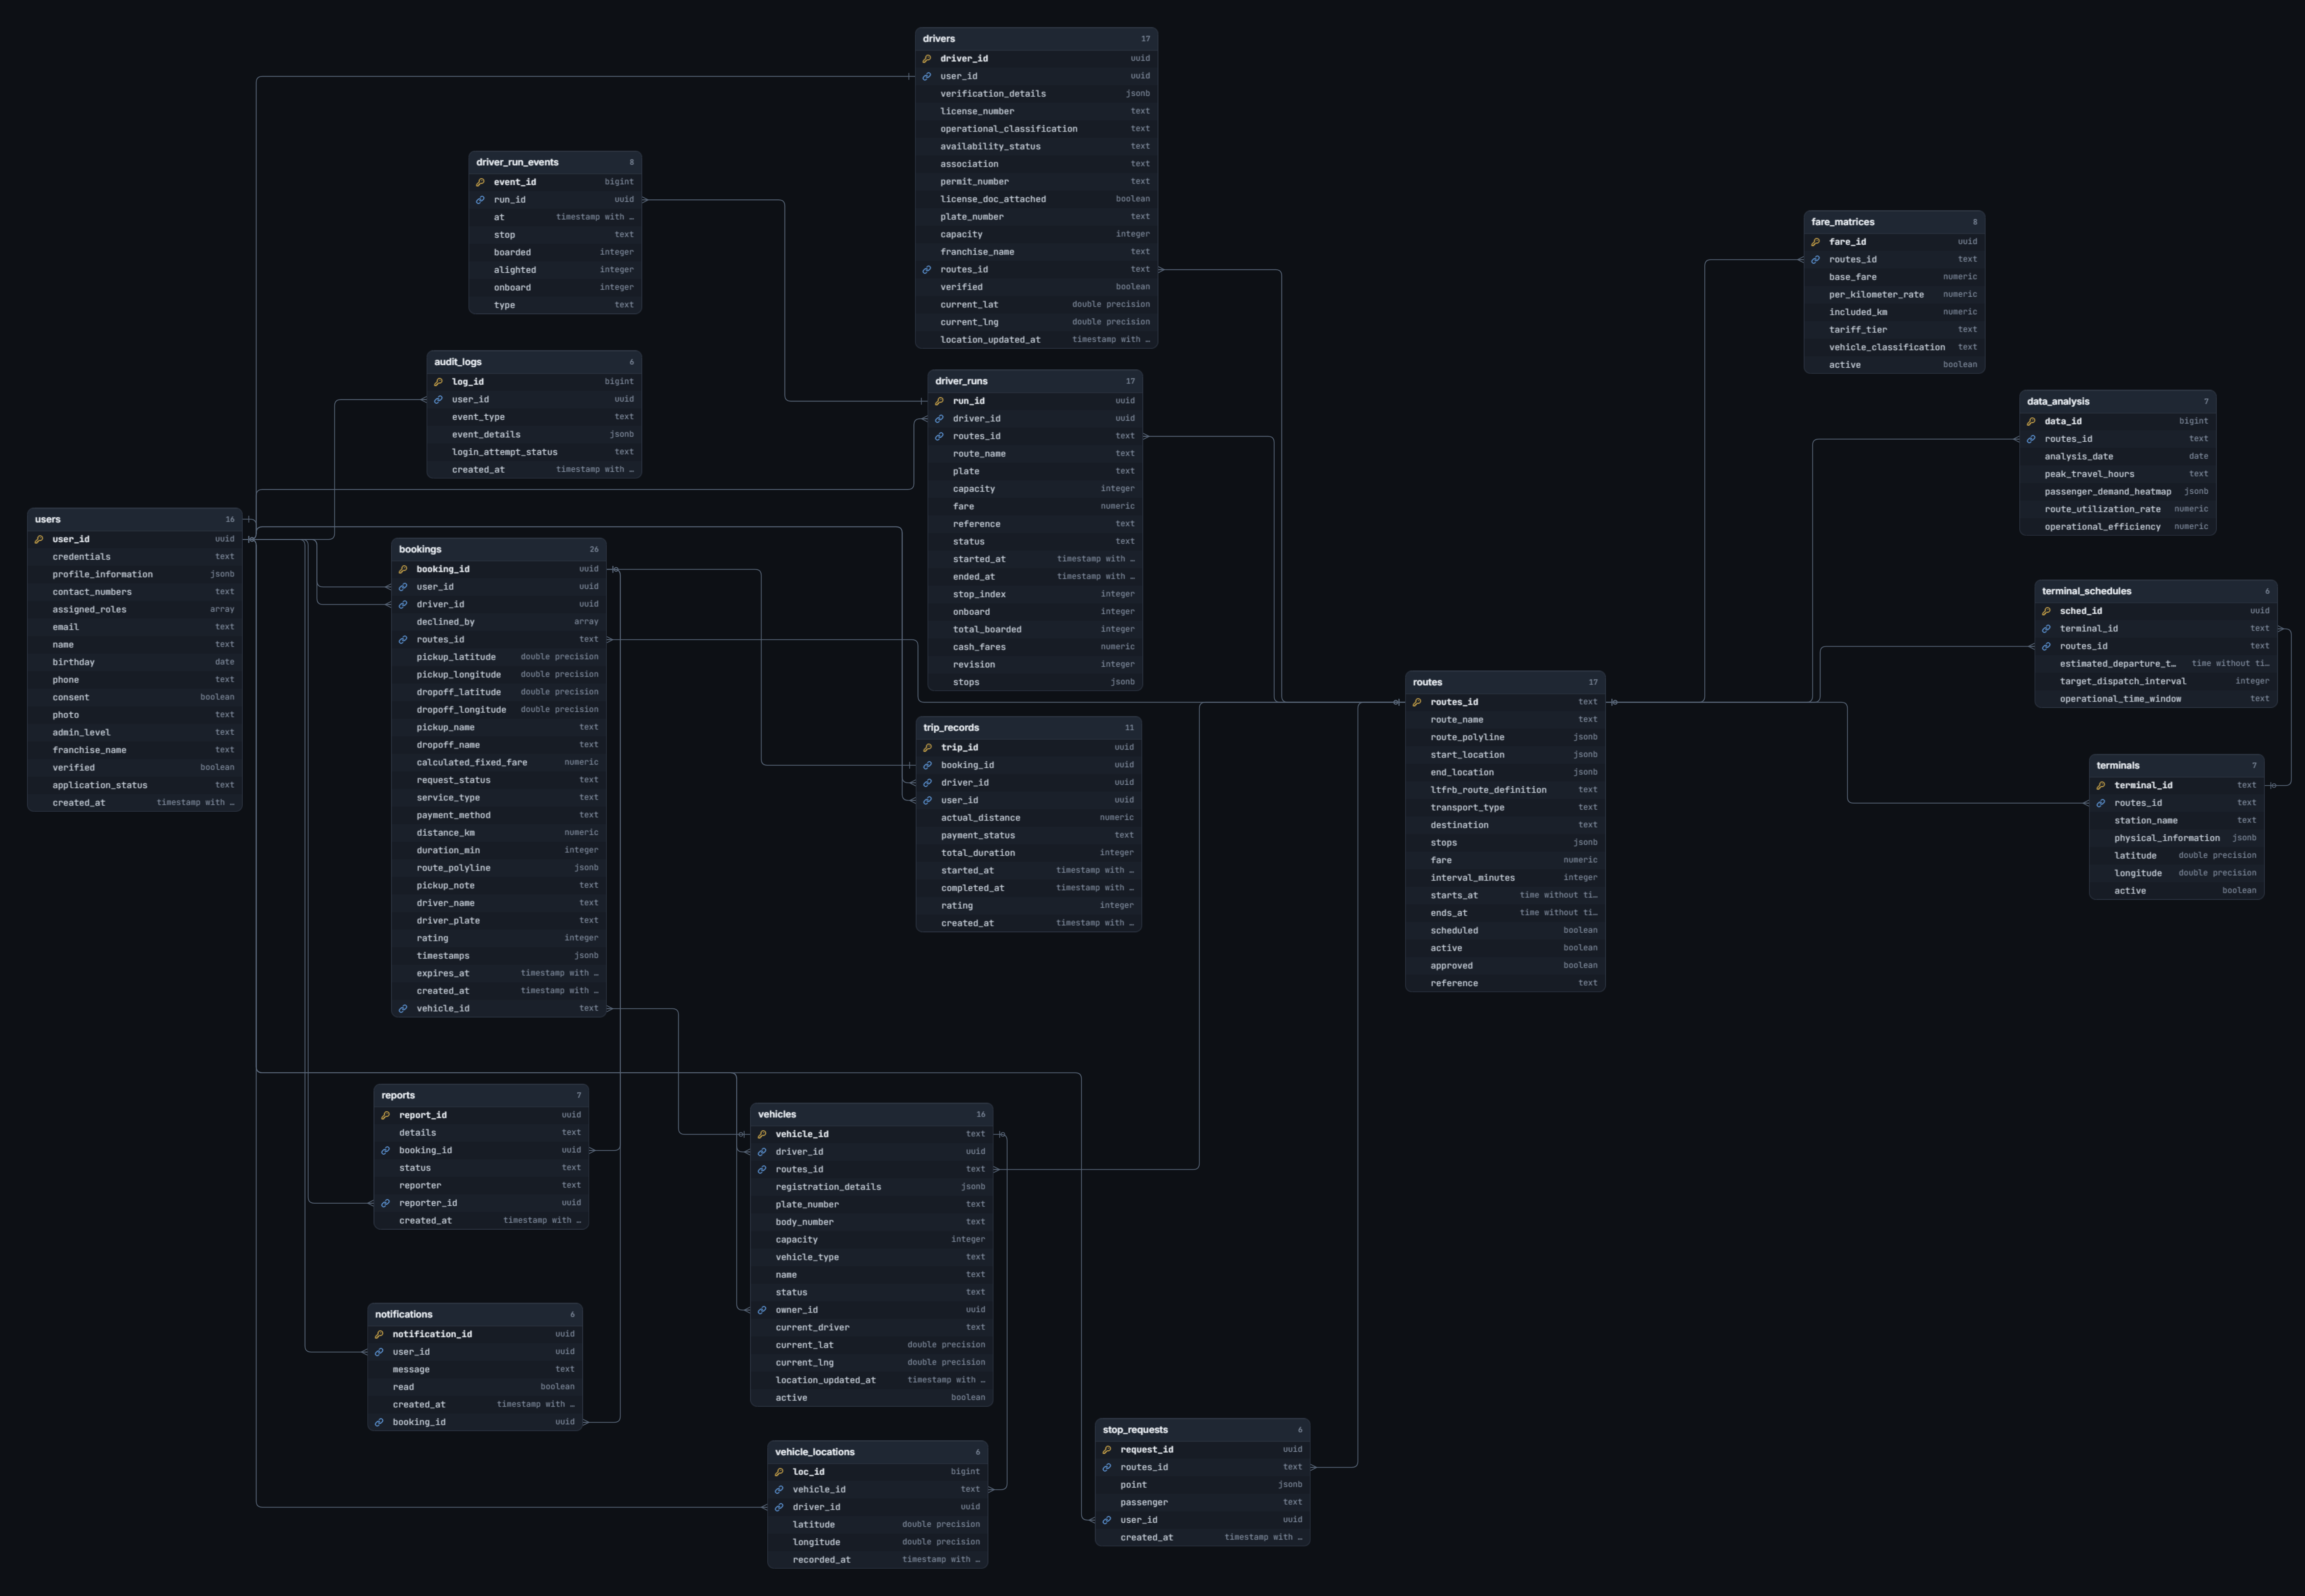 drivers 17
driver_id uuid
user_id uuid
verification_details jsonb
license_number text
operational_classification text
availability_status text
association text
permit_number text
license_doc_attached boolean
plate_number text
capacity integer
franchise_name text
routes_id text
verified boolean
current_lat double precision
current_lng double precision
location_updated_at timestamp with …
driver_run_events 8
event_id bigint
run_id uuid
at timestamp with …
stop text
boarded integer
alighted integer
onboard integer
type text
fare_matrices 8
fare_id uuid
routes_id text
base_fare numeric
per_kilometer_rate numeric
included_km numeric
tariff_tier text
vehicle_classification text
active boolean
audit_logs 6
log_id bigint
user_id uuid
event_type text
event_details jsonb
login_attempt_status text
created_at timestamp with …
driver_runs 17
run_id uuid
driver_id uuid
routes_id text
route_name text
plate text
capacity integer
fare numeric
reference text
status text
started_at timestamp with …
ended_at timestamp with …
stop_index integer
onboard integer
total_boarded integer
cash_fares numeric
revision integer
stops jsonb
data_analysis 7
data_id bigint
routes_id text
analysis_date date
peak_travel_hours text
passenger_demand_heatmap jsonb
route_utilization_rate numeric
operational_efficiency numeric
users 16
user_id uuid
credentials text
profile_information jsonb
contact_numbers text
assigned_roles array
email text
name text
birthday date
phone text
consent boolean
photo text
admin_level text
franchise_name text
verified boolean
application_status text
created_at timestamp with …
bookings 26
booking_id uuid
user_id uuid
driver_id uuid
declined_by array
routes_id text
pickup_latitude double precision
pickup_longitude double precision
dropoff_latitude double precision
dropoff_longitude double precision
pickup_name text
dropoff_name text
calculated_fixed_fare numeric
request_status text
service_type text
payment_method text
distance_km numeric
duration_min integer
route_polyline jsonb
pickup_note text
driver_name text
driver_plate text
rating integer
timestamps jsonb
expires_at timestamp with …
created_at timestamp with …
vehicle_id text
terminal_schedules 6
sched_id uuid
terminal_id text
routes_id text
estimated_departure_t… time without ti…
target_dispatch_interval integer
operational_time_window text
routes 17
routes_id text
route_name text
route_polyline jsonb
start_location jsonb
end_location jsonb
ltfrb_route_definition text
transport_type text
destination text
stops jsonb
fare numeric
interval_minutes integer
starts_at time without ti…
ends_at time without ti…
scheduled boolean
active boolean
approved boolean
reference text
trip_records 11
trip_id uuid
booking_id uuid
driver_id uuid
user_id uuid
actual_distance numeric
payment_status text
total_duration integer
started_at timestamp with …
completed_at timestamp with …
rating integer
created_at timestamp with …
terminals 7
terminal_id text
routes_id text
station_name text
physical_information jsonb
latitude double precision
longitude double precision
active boolean
reports 7
report_id uuid
details text
booking_id uuid
status text
reporter text
reporter_id uuid
created_at timestamp with …
vehicles 16
vehicle_id text
driver_id uuid
routes_id text
registration_details jsonb
plate_number text
body_number text
capacity integer
vehicle_type text
name text
status text
owner_id uuid
current_driver text
current_lat double precision
current_lng double precision
location_updated_at timestamp with …
active boolean
notifications 6
notification_id uuid
user_id uuid
message text
read boolean
created_at timestamp with …
booking_id uuid
stop_requests 6
request_id uuid
routes_id text
point jsonb
passenger text
user_id uuid
created_at timestamp with …
vehicle_locations 6
loc_id bigint
vehicle_id text
driver_id uuid
latitude double precision
longitude double precision
recorded_at timestamp with …